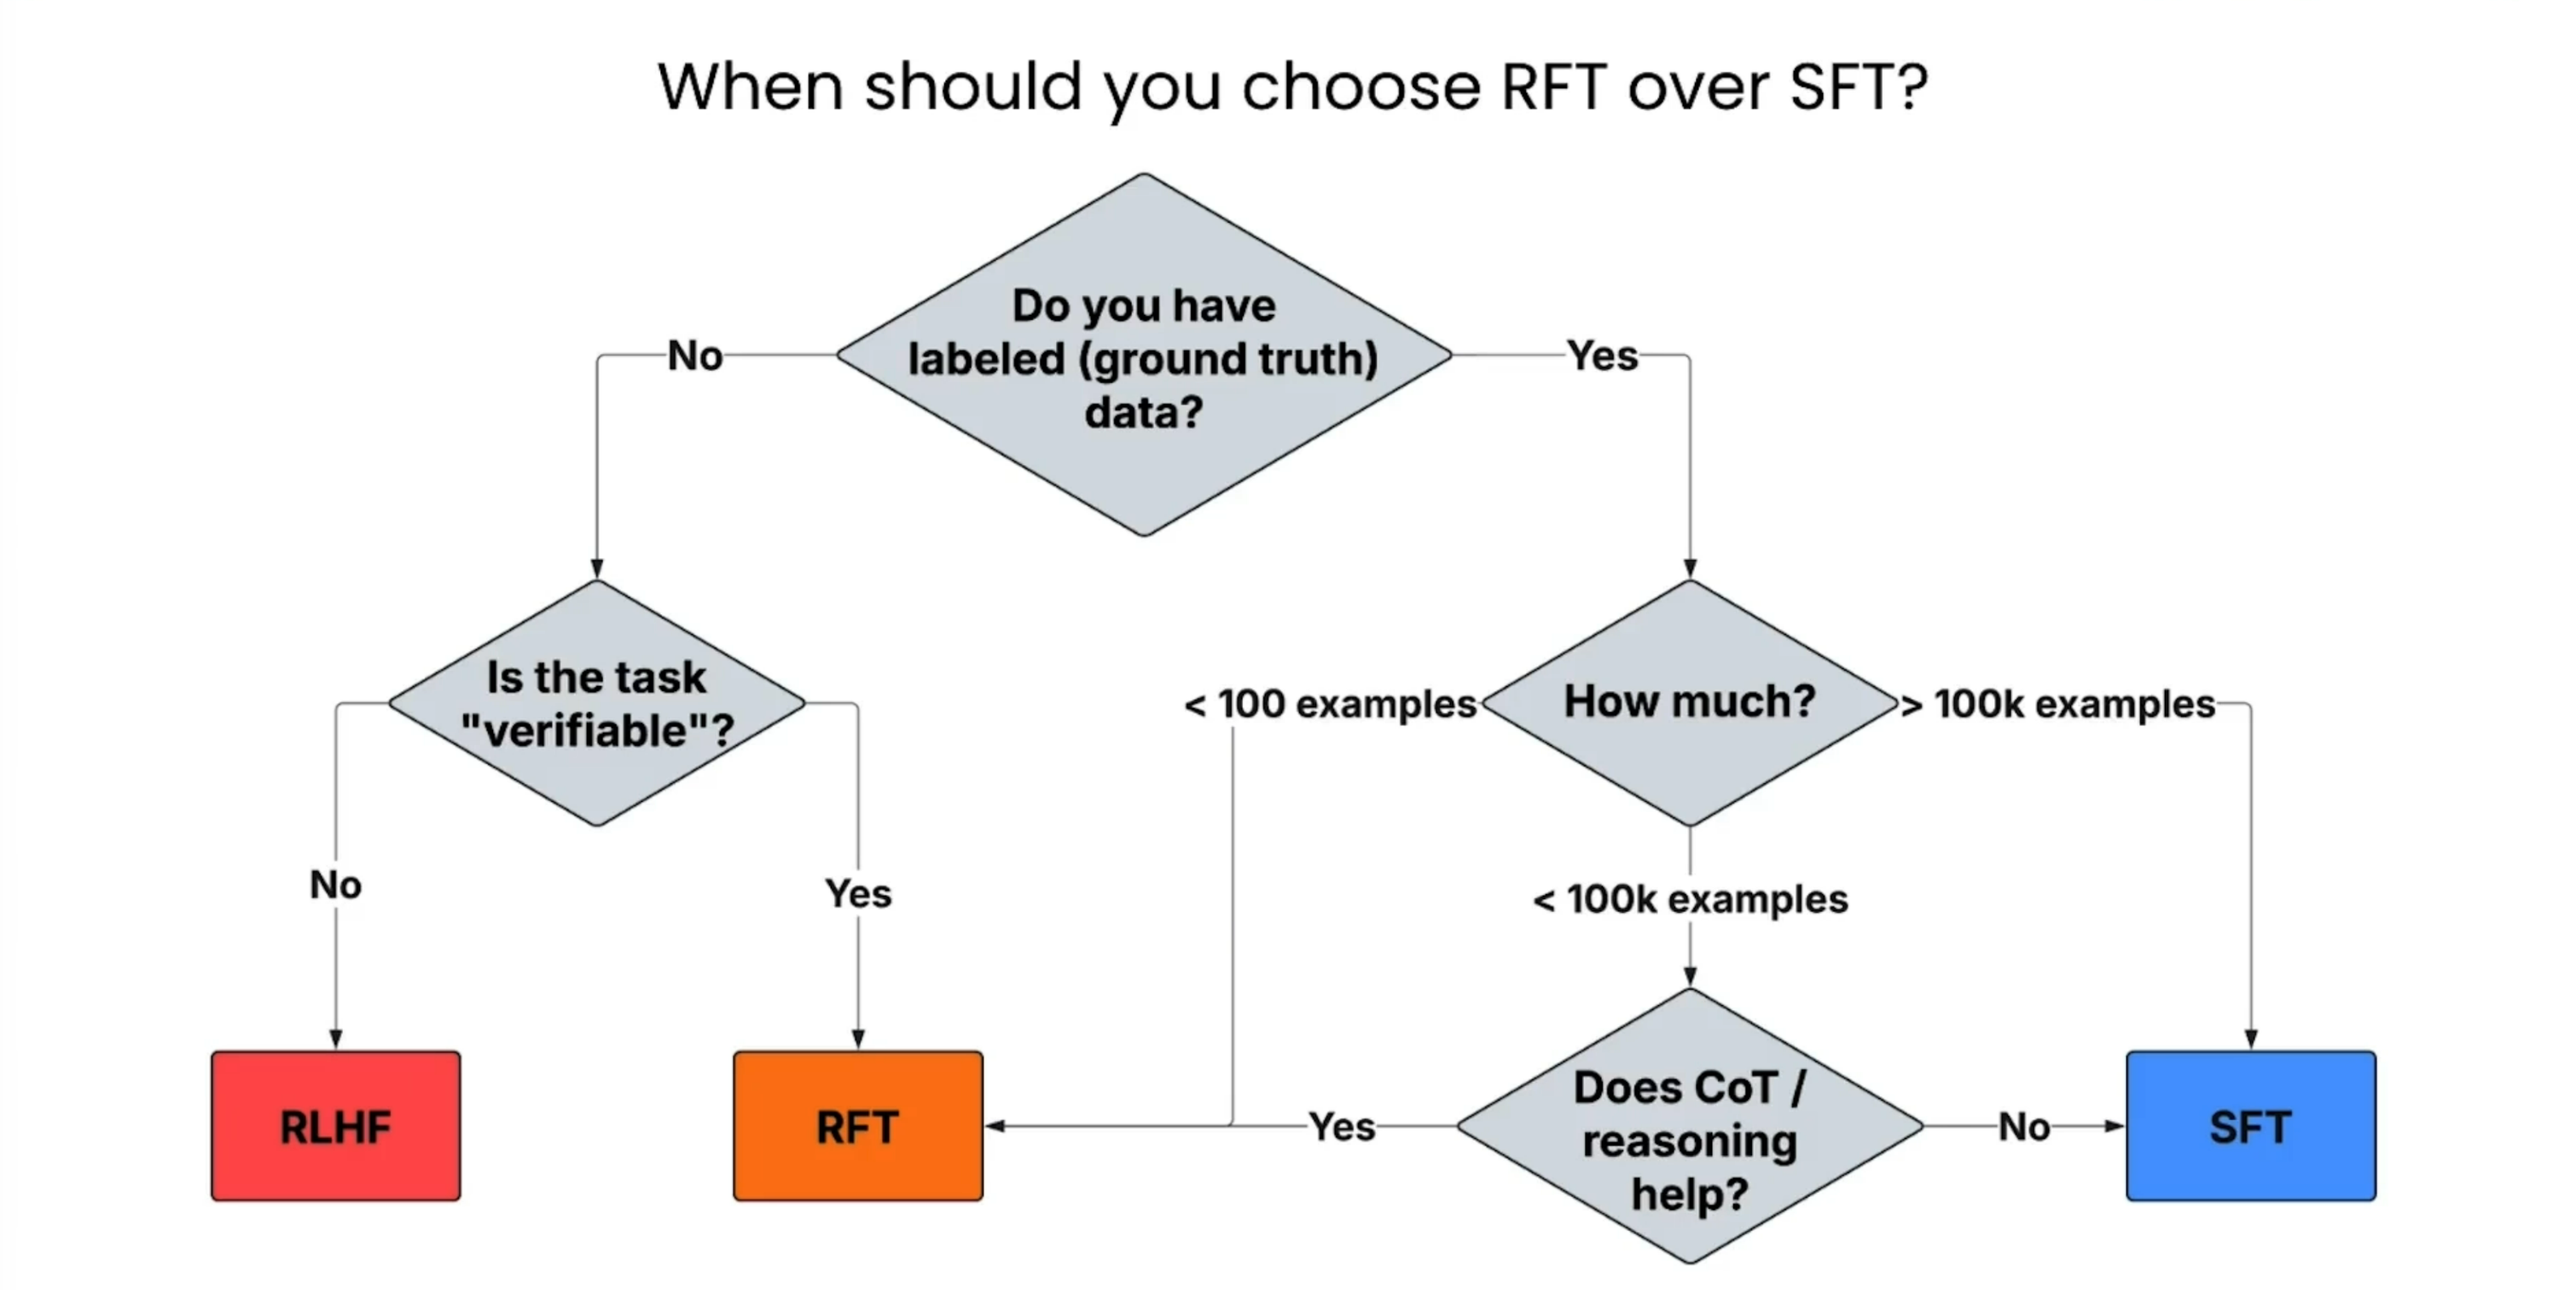 When should you choose RFT over SFT?
Do you have
labeled (ground truth)
data?
No
Yes
Is the task
"verifiable"?
< 100 examples
How much?
> 100k examples
No
Yes
< 100k examples
RLHF
RFT
Yes
Does CoT /
reasoning
help?
No
SFT